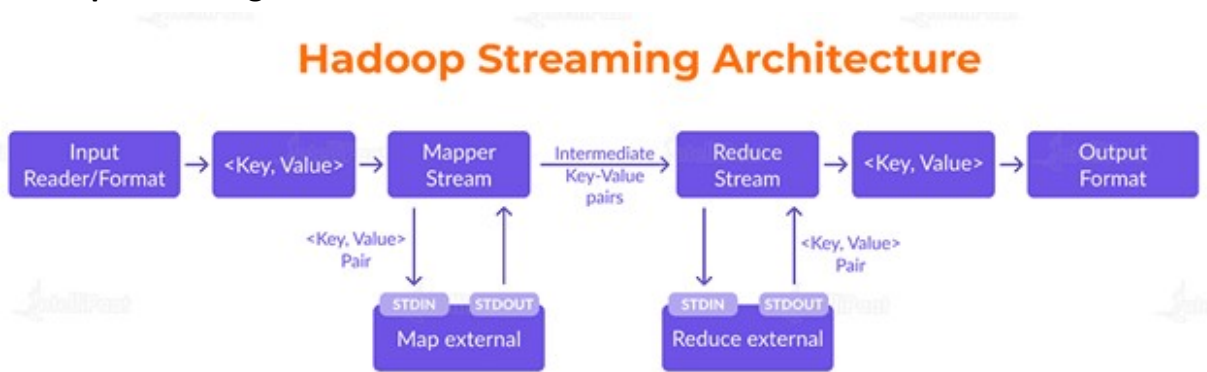 Hadoop Streaming Architecture
Input
Reader/Format
<Key, Value>
Mapper
Stream
Intermediate
Key-Value
pairs
Reduce
Stream
<Key, Value>
Output
Format
<Key, Value>
Pair
<Key, Value>
Pair
STDIN
STDOUT
Map external
STDIN
STDOUT
Reduce external